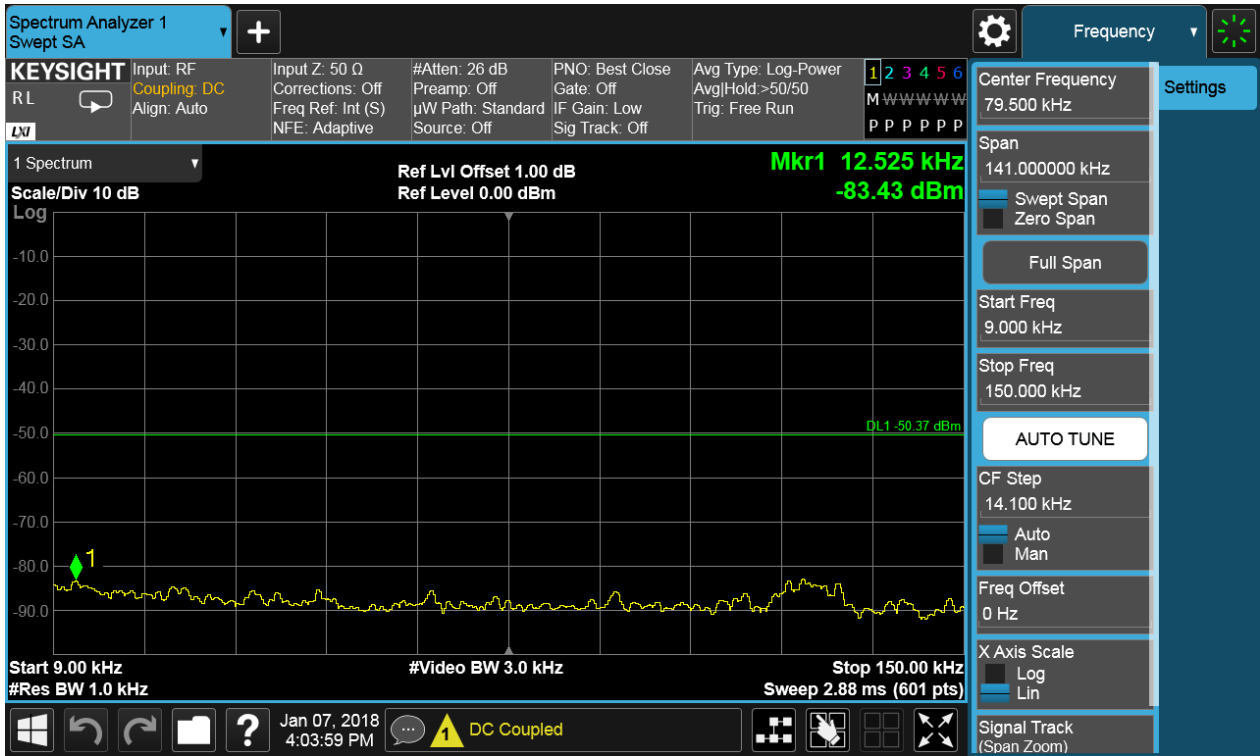 Spectrum Analyzer 1
Swept SA
+
Frequency
KEYSIGHT
R L
LXI
Input: RF
Coupling: DC
Align: Auto
Input Z: 50 Ω
Corrections: Off
Freq Ref: Int (S)
NFE: Adaptive
#Atten: 26 dB
Preamp: Off
µW Path: Standard
Source: Off
PNO: Best Close
Gate: Off
IF Gain: Low
Sig Track: Off
Avg Type: Log-Power
Avg|Hold:>50/50
Trig: Free Run
1 2 3 4 5 6
M W W W W W
P P P P P P
1 Spectrum
Scale/Div 10 dB
Log
Ref Lvl Offset 1.00 dB
Ref Level 0.00 dBm
Mkr1 12.525 kHz
-83.43 dBm
-10.0
-20.0
-30.0
-40.0
-50.0
DL1 -50.37 dBm
-60.0
-70.0
-80.0
1
-90.0
Start 9.00 kHz
#Res BW 1.0 kHz
#Video BW 3.0 kHz
Stop 150.00 kHz
Sweep 2.88 ms (601 pts)
Center Frequency
79.500 kHz
Span
141.000000 kHz
Swept Span
Zero Span
Full Span
Start Freq
9.000 kHz
Stop Freq
150.000 kHz
AUTO TUNE
CF Step
14.100 kHz
Auto
Man
Freq Offset
0 Hz
X Axis Scale
Log
Lin
Signal Track
(Span Zoom)
Settings
?
Jan 07, 2018
4:03:59 PM
1
DC Coupled